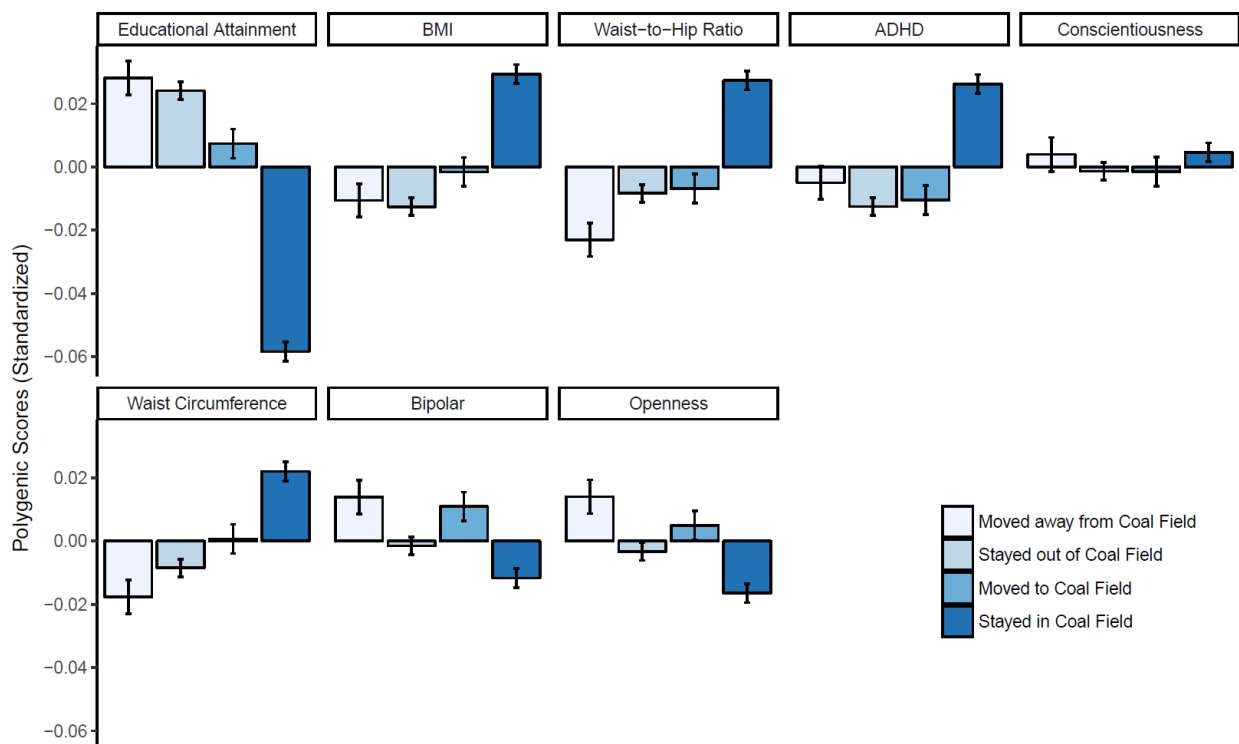 Educational Attainment
BMI
Waist−to−Hip Ratio
ADHD
Conscientiousness
0.02
0.00
−0.02
−0.04
−0.06
Waist Circumference
Bipolar
Openness
0.02
0.00
−0.02
−0.04
−0.06
Polygenic Scores (Standardized)
Moved away from Coal Field
Stayed out of Coal Field
Moved to Coal Field
Stayed in Coal Field